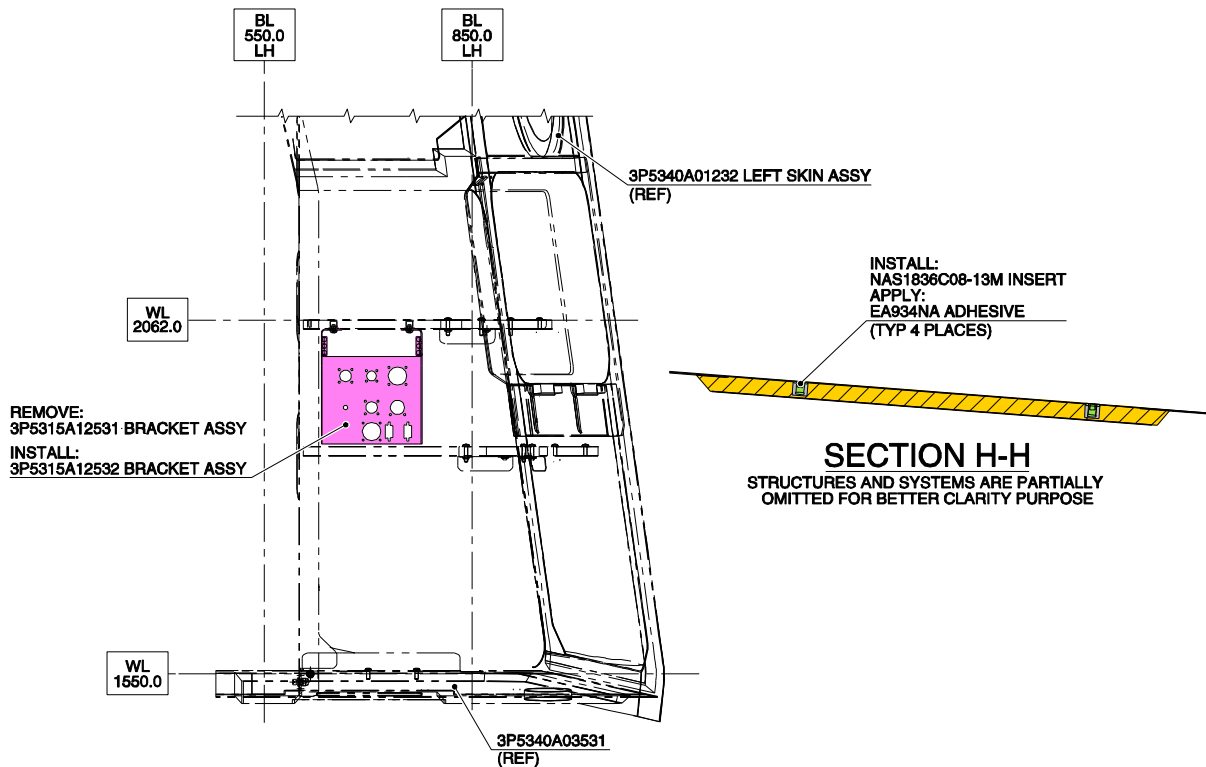 BL
550.0
LH
BL
850.0
LH
3P5340A01232 LEFT SKIN ASSY
(REF)
INSTALL:
NAS1836C08-13M INSERT
APPLY:
EA934NA ADHESIVE
(TYP 4 PLACES)
WL
2062.0
REMOVE:
3P5315A12531 BRACKET ASSY
INSTALL:
3P5315A12532 BRACKET ASSY
SECTION H-H
STRUCTURES AND SYSTEMS ARE PARTIALLY
OMITTED FOR BETTER CLARITY PURPOSE
WL
1550.0
3P5340A03531
(REF)